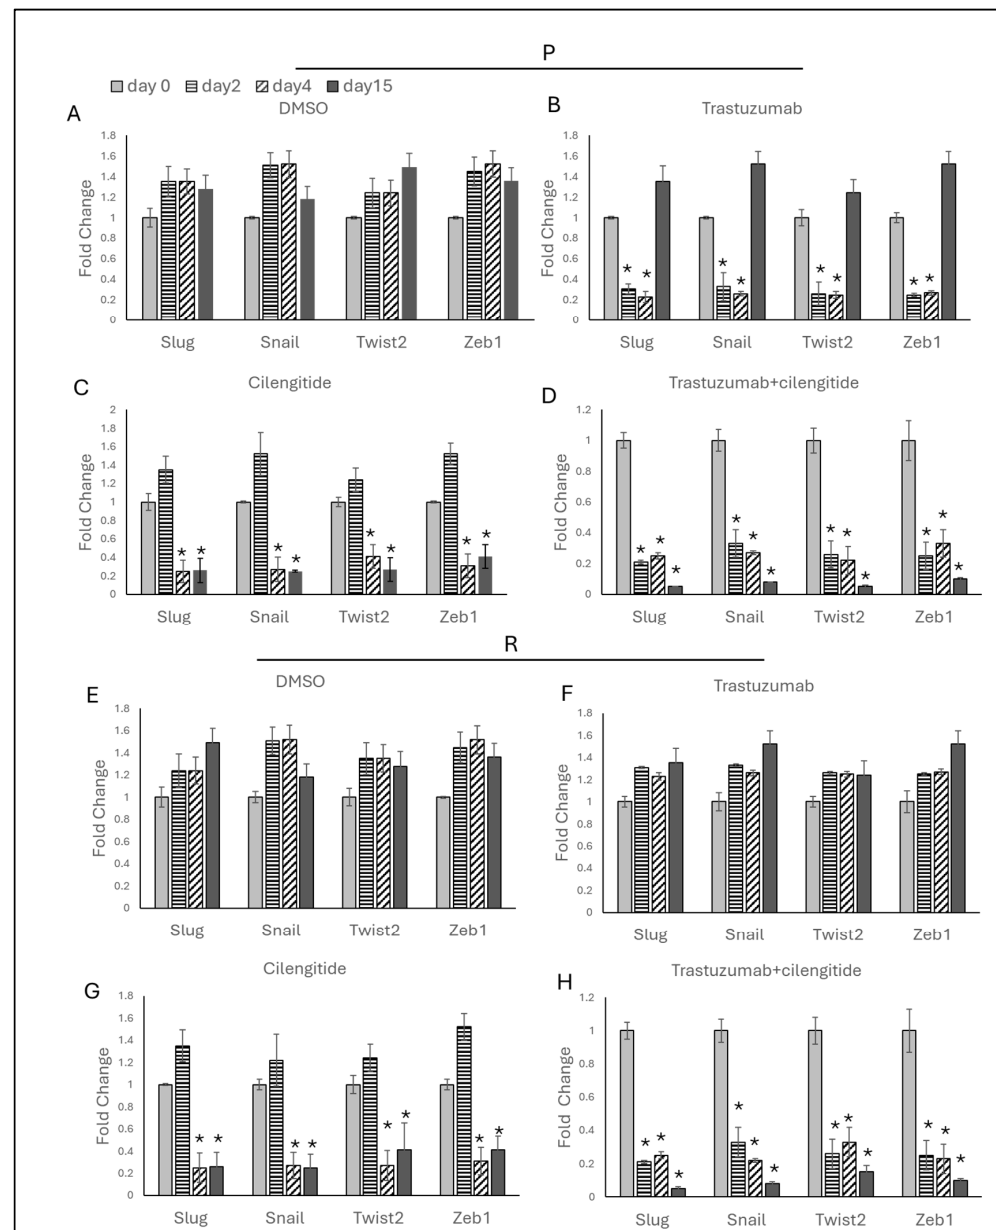 P
day 0 day2 day4 day15
A DMSO
1.8
1.6
1.4
1.2
1
0.8
0.6
0.4
0.2
0
Fold Change
Slug Snail Twist2 Zeb1
B Trastuzumab
1.8
1.6
1.4
1.2
1
0.8
0.6
0.4
0.2
0
Fold Change
* * * * * * * *
Slug Snail Twist2 Zeb1
C Cilengitide
2
1.8
1.6
1.4
1.2
1
0.8
0.6
0.4
0.2
0
Fold Change
* * * * * * * *
Slug Snail Twist2 Zeb1
D Trastuzumab+cilengitide
1.2
1
0.8
0.6
0.4
0.2
0
Fold Change
* * * * * * * * * * * *
Slug Snail Twist2 Zeb1
R
E DMSO
1.8
1.6
1.4
1.2
1
0.8
0.6
0.4
0.2
0
Fold Change
Slug Snail Twist2 Zeb1
F Trastuzumab
1.8
1.6
1.4
1.2
1
0.8
0.6
0.4
0.2
0
Fold Change
Slug Snail Twist2 Zeb1
G Cilengitide
1.8
1.6
1.4
1.2
1
0.8
0.6
0.4
0.2
0
Fold Change
* * * * * * * *
Slug Snail Twist2 Zeb1
H Trastuzumab+cilengitide
1.2
1
0.8
0.6
0.4
0.2
0
Fold Change
* * * * * * * * * * * *
Slug Snail Twist2 Zeb1